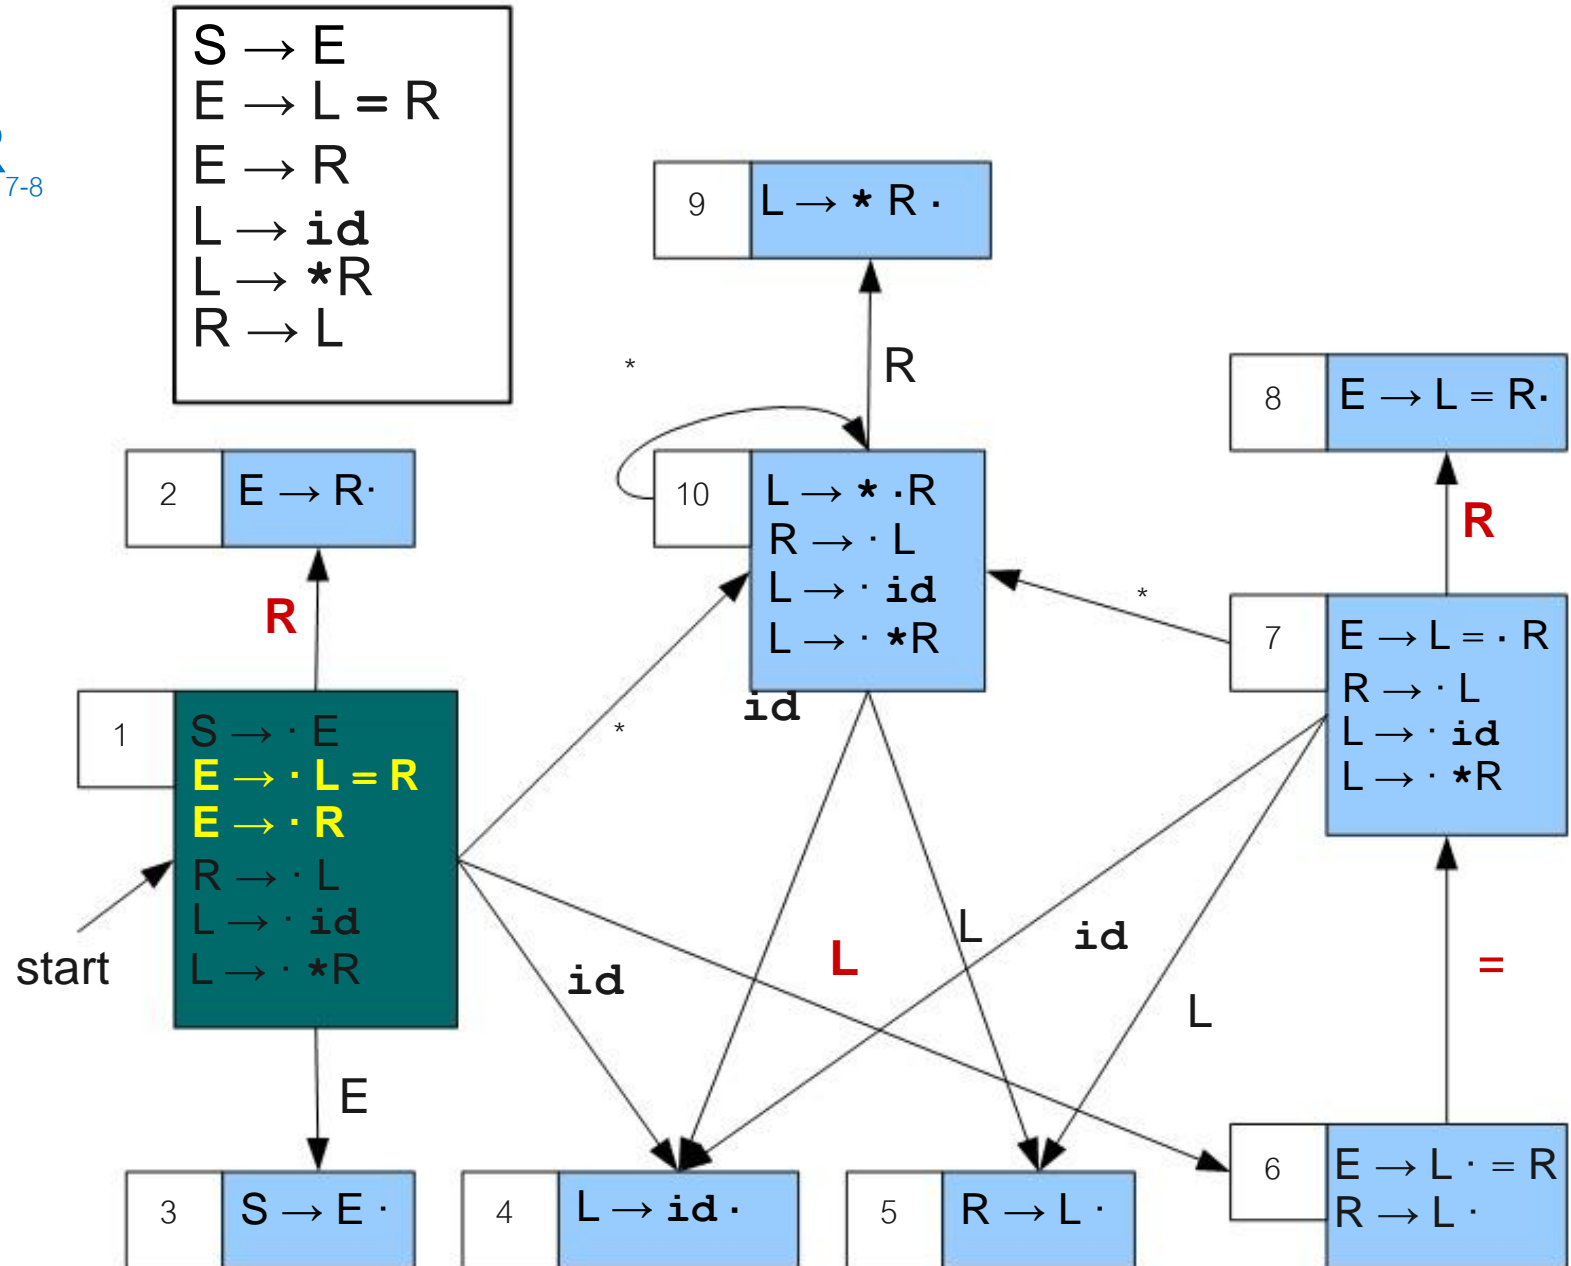 S → E
E → L = R
E → R
L → id
L → *R
R → L
7-8
9
L → * R ·
*
R
8
E → L = R·
2
E → R·
10
L → * ·R
R → · L
L → · id
L → · *R
R
R
*
7
E → L = · R
R → · L
L → · id
L → · *R
1
S → · E
E → · L = R
E → · R
R → · L
L → · id
L → · *R
id
*
start
id
L
L
id
L
=
E
3
S → E ·
4
L → id ·
5
R → L ·
6
E → L · = R
R → L ·